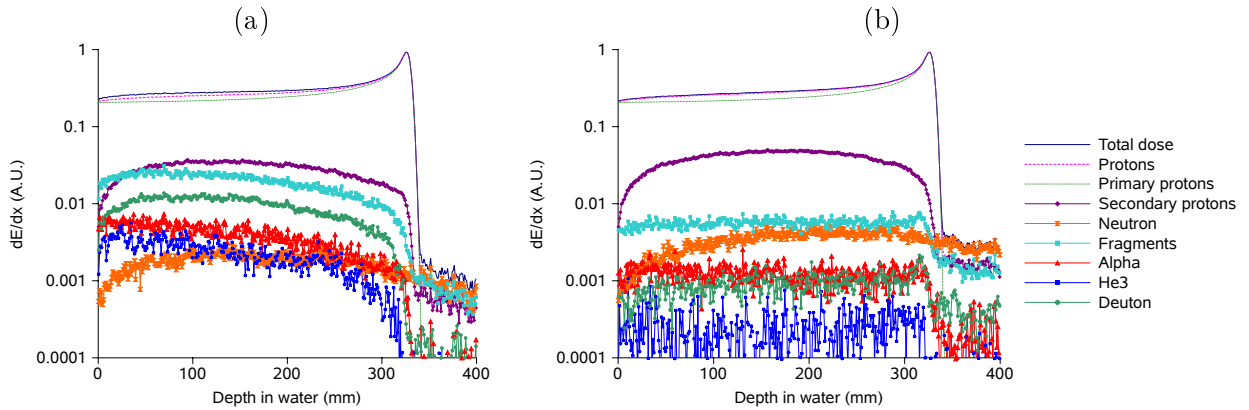 (a)
1
0.1
0.01
0.001
0.0001
dE/dx (A.U.)
0
100
200
300
400
Depth in water (mm)
(b)
1
0.1
0.01
0.001
0.0001
dE/dx (A.U.)
0
100
200
300
400
Depth in water (mm)
Total dose
Protons
Primary protons
Secondary protons
Neutron
Fragments
Alpha
He3
Deuton